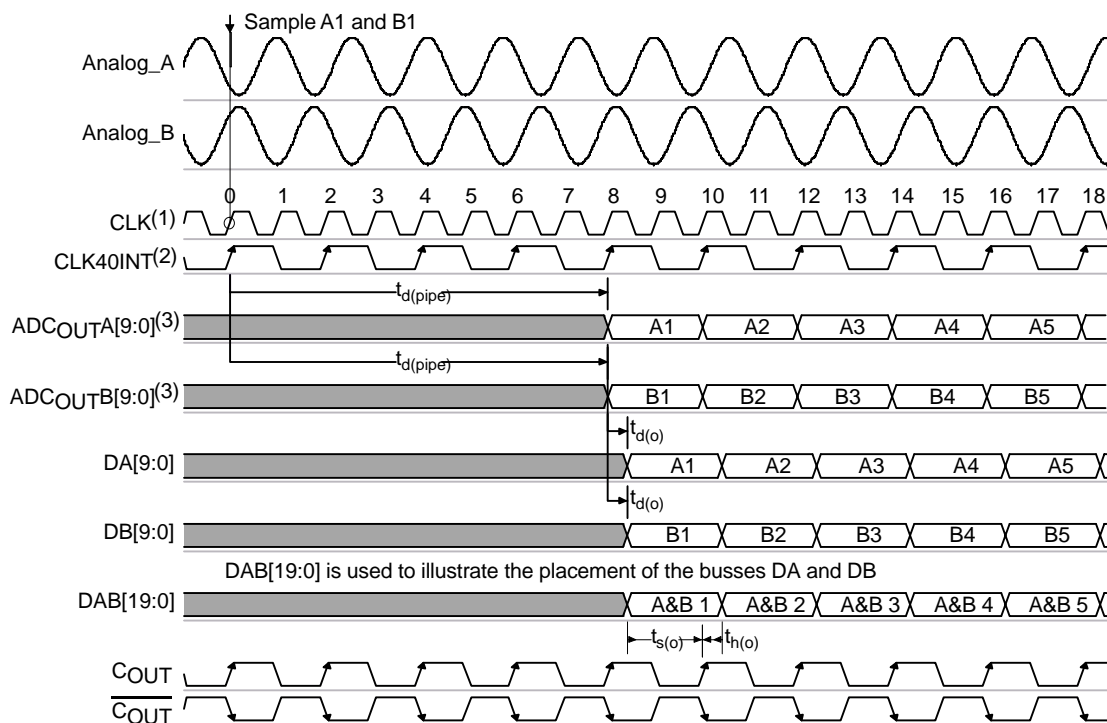 Sample A1 and B1
Analog_A
Analog_B
0 1 2 3 4 5 6 7 8 9 10 11 12 13 14 15 16 17 18
CLK(1)
CLK40INT(2)
td(pipe)
ADCOUTA[9:0](3) A1 A2 A3 A4 A5
td(pipe)
ADCOUTB[9:0](3) B1 B2 B3 B4 B5
td(o)
DA[9:0] A1 A2 A3 A4 A5
td(o)
DB[9:0] B1 B2 B3 B4 B5
DAB[19:0] is used to illustrate the placement of the busses DA and DB
DAB[19:0] A&B 1 A&B 2 A&B 3 A&B 4 A&B 5
ts(o) th(o)
COUT
COUT